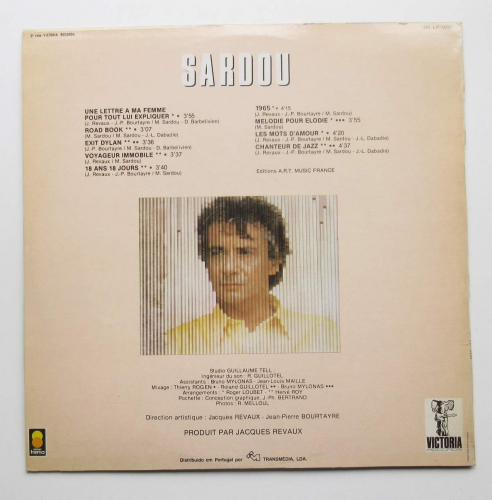 SARDOU
UNE LETTRE A MA FEMME
POUR TOUT LUI EXPLIQUER * • 3'55
(J. Revaux - J.-P. Bourtayre / M. Sardou - D. Barbelivien)
ROAD BOOK ** • 3'07
(M. Sardou / M. Sardou - J.-L. Dabadie)
EXIT DYLAN ** • 3'36
(J.-P. Bourtayre / M. Sardou - D. Barbelivien)
VOYAGEUR IMMOBILE * • 3'37
(J. Revaux / M. Sardou)
18 ANS 18 JOURS ** • 3'40
(J. Revaux - J.-P. Bourtayre / M. Sardou)
1965 * • 4'15
(J. Revaux - J.-P. Bourtayre / M. Sardou)
MELODIE POUR ELODIE • 3'55
(J. Revaux / M. Sardou)
LES MOTS D'AMOUR * • 4'20
(J. Revaux / M. Sardou - J.-L. Dabadie)
CHANTEUR DE JAZZ ** • 4'37
(J. Revaux - J.-P. Bourtayre / M. Sardou - J.-L. Dabadie)
Editions A.R.T. MUSIC FRANCE
Studio GUILLAUME TELL
Ingénieur du son : R. GUILLOTEL
Assistants : Bruno MYLONAS - Jean-Louis MAILLE
Mixage : Thierry ROGEN • Roland GUILLOTEL •• - Bruno MYLONAS •••
Arrangements : * Roger LOUBET - ** Hervé ROY
Pochette : Conception graphique, J. Ph. BERTRAND
Photos : R. MELLOUL
Direction artistique : Jacques REVAUX - Jean-Pierre BOURTAYRE
PRODUIT PAR JACQUES REVAUX
Distribuido em Portugal por TRANSMÉDIA, LDA.
trema
VICTORIA